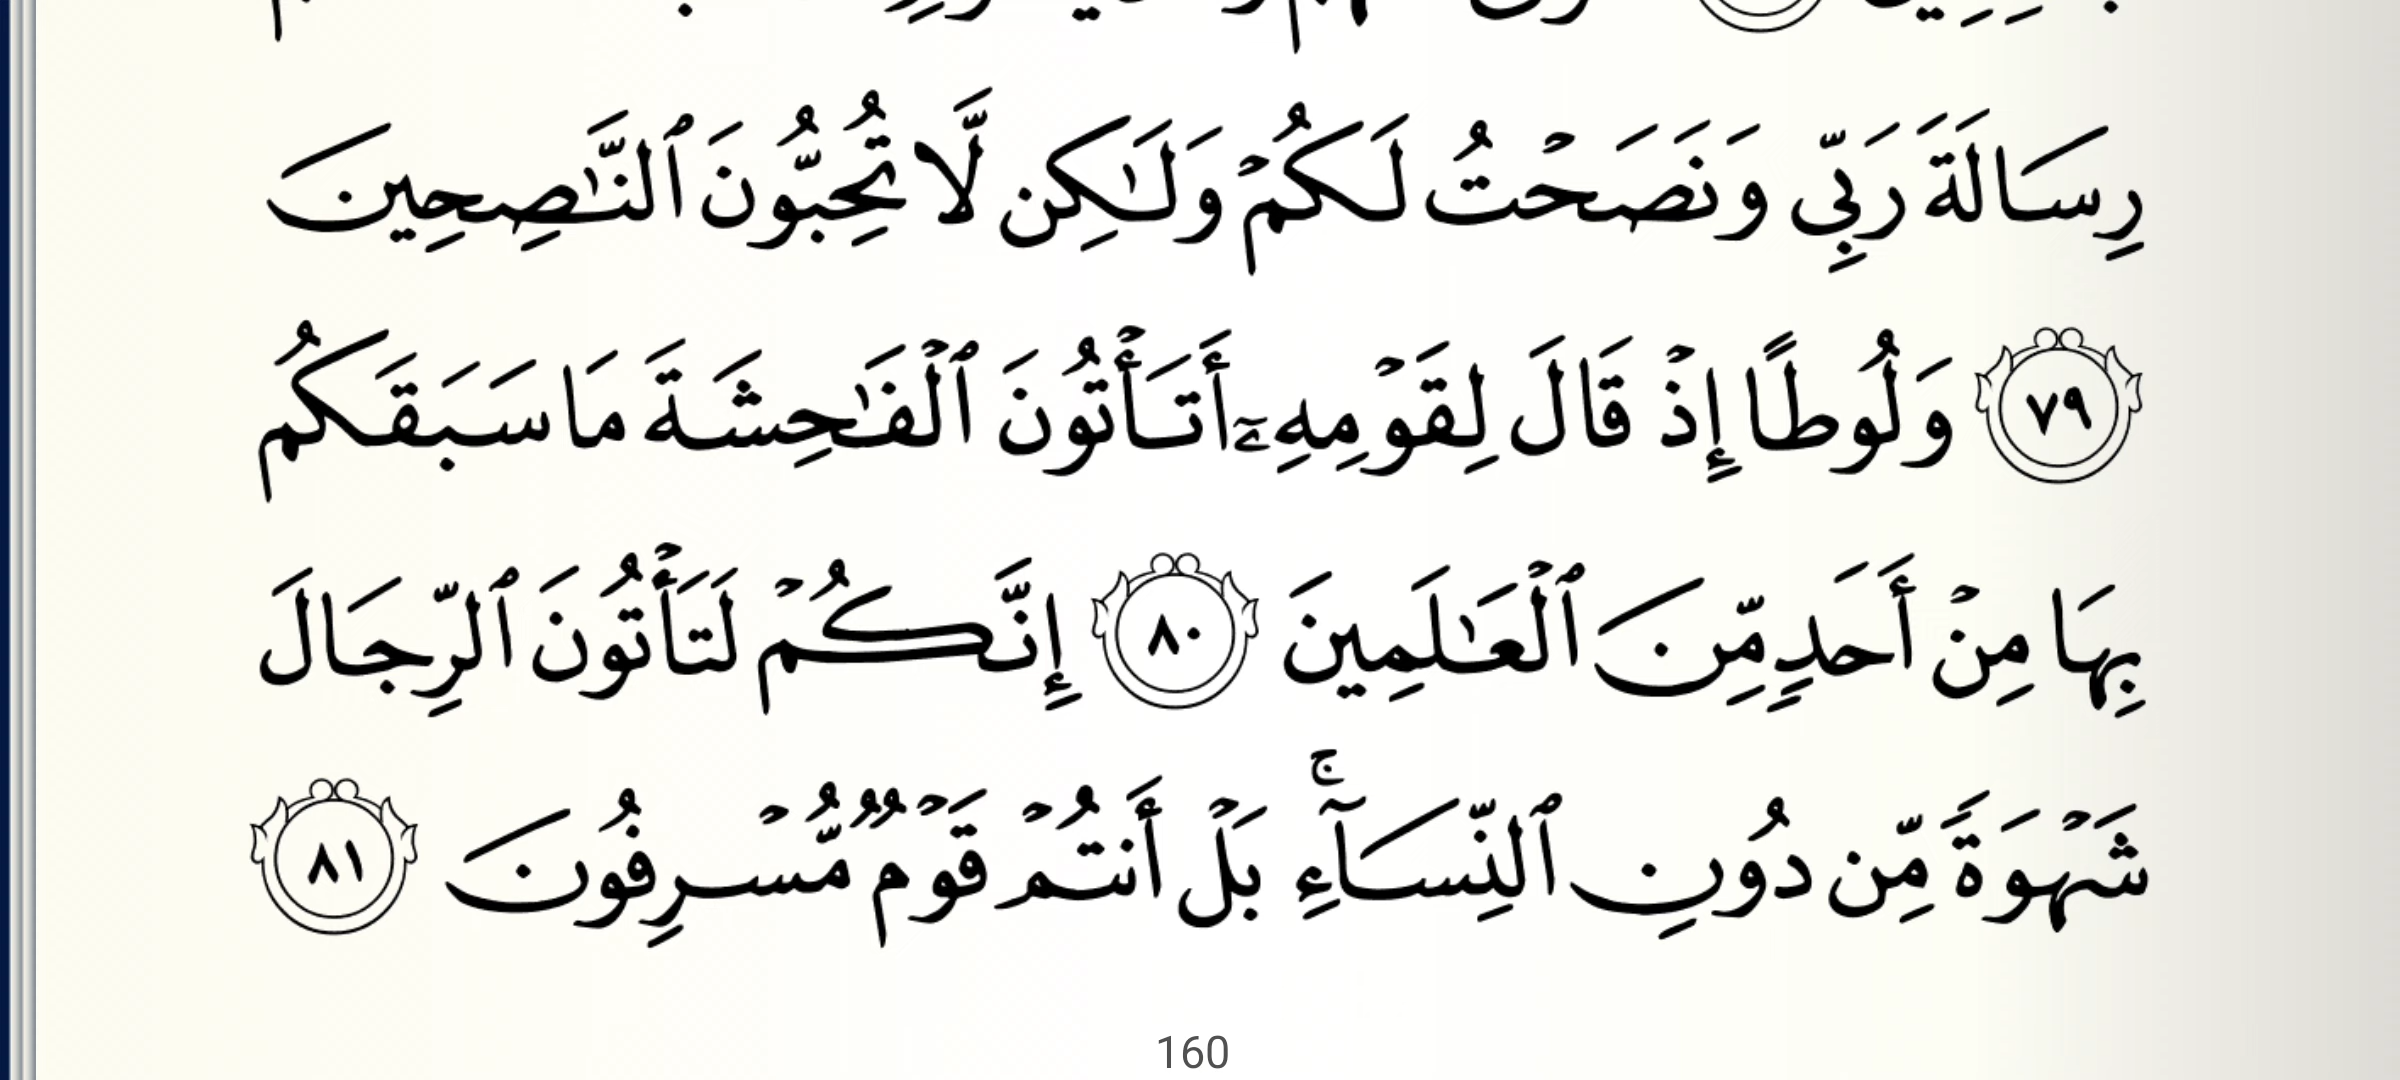 رِسَالَةَ رَبِّي وَنَصَحۡتُ لَكُمۡ وَلَٰكِن لَّا تُحِبُّونَ ٱلنَّٰصِحِينَ
٧٩ وَلُوطًا إِذۡ قَالَ لِقَوۡمِهِۦٓ أَتَأۡتُونَ ٱلۡفَٰحِشَةَ مَا سَبَقَكُم
بِهَا مِنۡ أَحَدٖ مِّنَ ٱلۡعَٰلَمِينَ ٨٠ إِنَّكُمۡ لَتَأۡتُونَ ٱلرِّجَالَ
شَهۡوَةٗ مِّن دُونِ ٱلنِّسَآءِۚ بَلۡ أَنتُمۡ قَوۡمٞ مُّسۡرِفُونَ ٨١
160